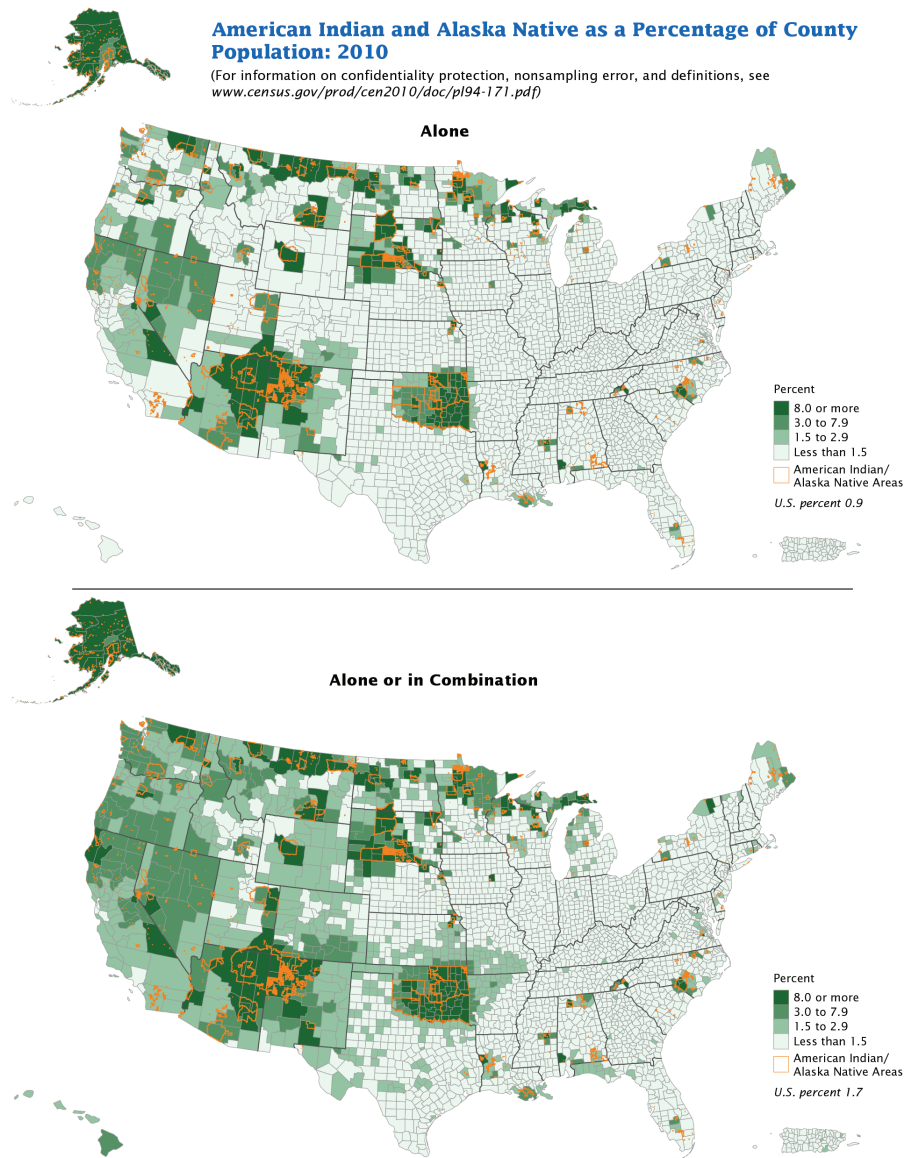 American Indian and Alaska Native as a Percentage of County
Population: 2010
(For information on confidentiality protection, nonsampling error, and definitions, see
www.census.gov/prod/cen2010/doc/pl94-171.pdf)
Alone
Percent
8.0 or more
3.0 to 7.9
1.5 to 2.9
Less than 1.5
American Indian/
Alaska Native Areas
U.S. percent 0.9
Alone or in Combination
Percent
8.0 or more
3.0 to 7.9
1.5 to 2.9
Less than 1.5
American Indian/
Alaska Native Areas
U.S. percent 1.7